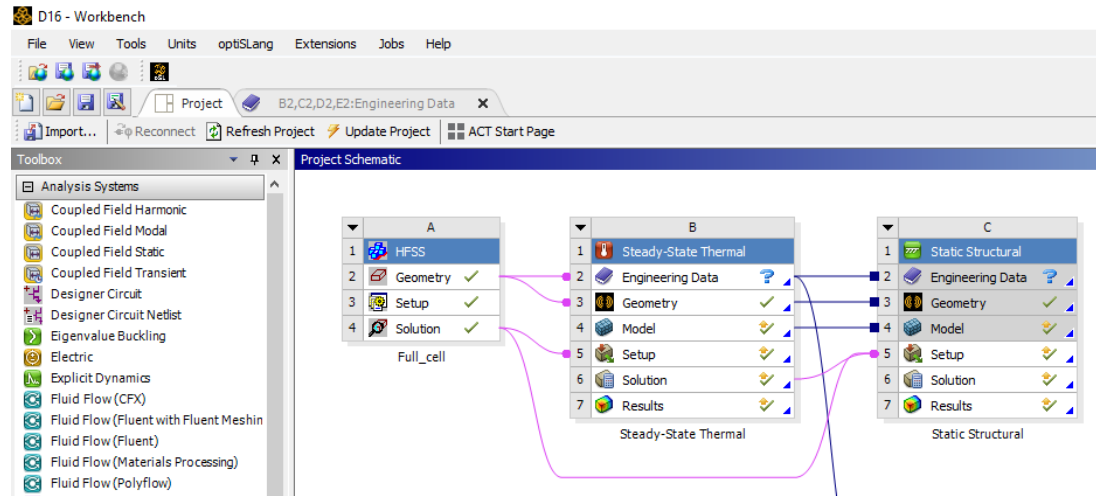 D16 - Workbench
File View Tools Units optiSLang Extensions Jobs Help
Project B2,C2,D2,E2:Engineering Data
Import... Reconnect Refresh Project Update Project ACT Start Page
Toolbox
Project Schematic
Analysis Systems
Coupled Field Harmonic
Coupled Field Modal
Coupled Field Static
Coupled Field Transient
Designer Circuit
Designer Circuit Netlist
Eigenvalue Buckling
Electric
Explicit Dynamics
Fluid Flow (CFX)
Fluid Flow (Fluent with Fluent Meshin
Fluid Flow (Fluent)
Fluid Flow (Materials Processing)
Fluid Flow (Polyflow)
A
1 HFSS
2 Geometry
3 Setup
4 Solution
Full_cell
B
1 Steady-State Thermal
2 Engineering Data
3 Geometry
4 Model
5 Setup
6 Solution
7 Results
Steady-State Thermal
C
1 Static Structural
2 Engineering Data
3 Geometry
4 Model
5 Setup
6 Solution
7 Results
Static Structural